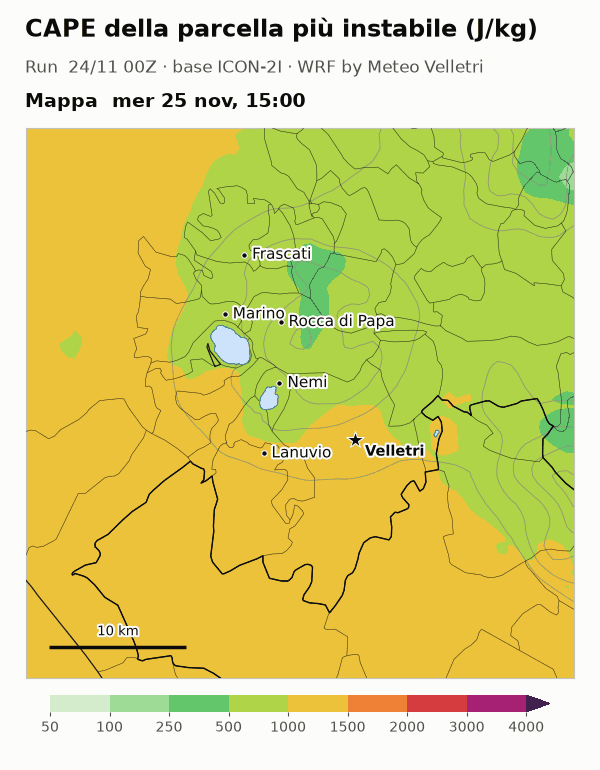 CAPE della parcella più instabile (J/kg)
Run  24/11 00Z · base ICON-2I · WRF by Meteo Velletri
Mappa  mer 25 nov, 15:00
Frascati
Marino
Rocca di Papa
Nemi
Velletri
Lanuvio
10 km
50 100 250 500 1000 1500 2000 3000 4000